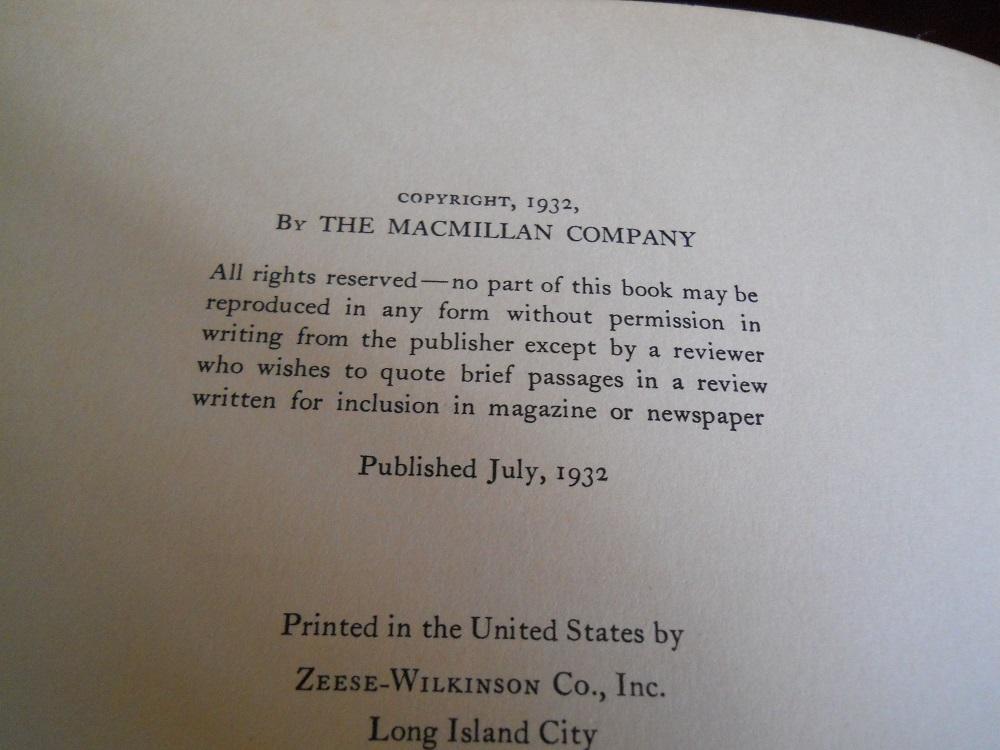 COPYRIGHT, 1932,
By THE MACMILLAN COMPANY
All rights reserved—no part of this book may be
reproduced in any form without permission in
writing from the publisher except by a reviewer
who wishes to quote brief passages in a review
written for inclusion in magazine or newspaper
Published July, 1932
Printed in the United States by
ZEESE-WILKINSON Co., Inc.
Long Island City